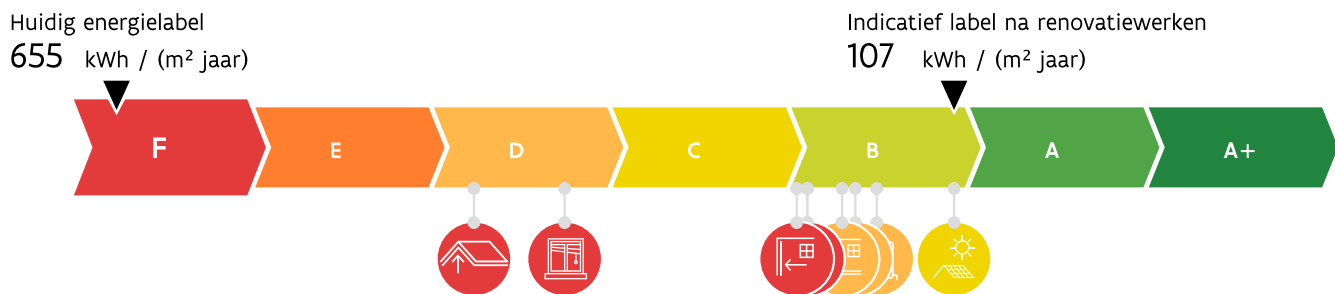 Huidig energielabel
655 kWh / (m² jaar)
Indicatief label na renovatiewerken
107 kWh / (m² jaar)
F E D C B A A+